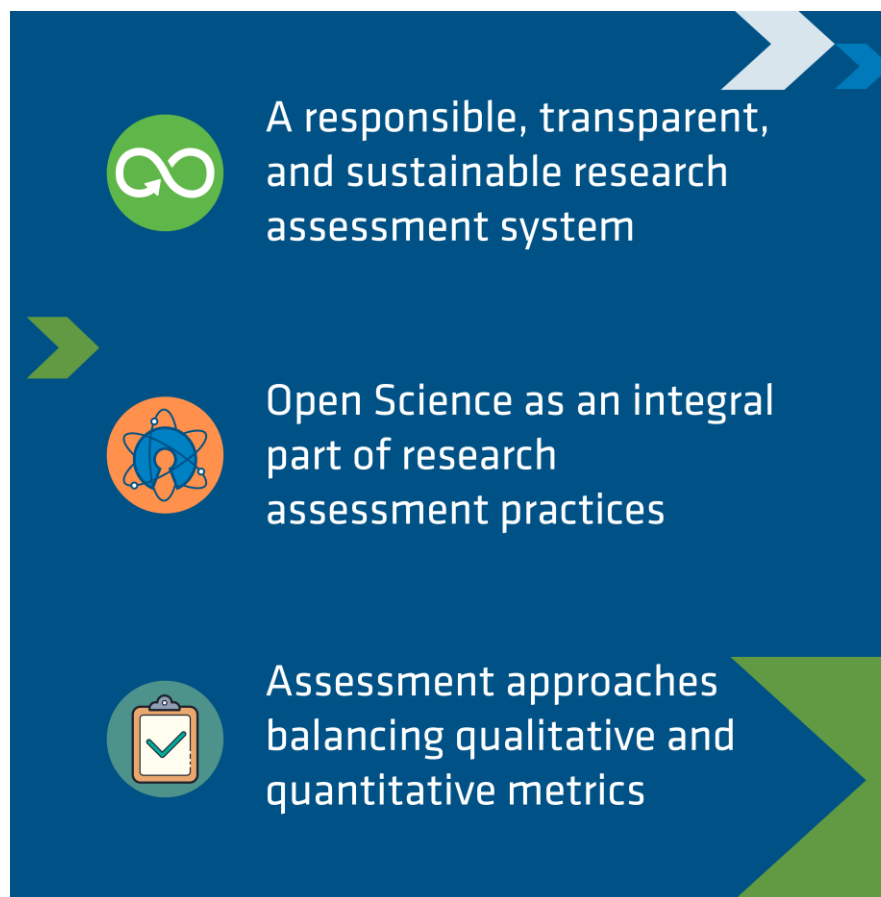 A responsible, transparent,
and sustainable research
assessment system
Open Science as an integral
part of research
assessment practices
Assessment approaches
balancing qualitative and
quantitative metrics